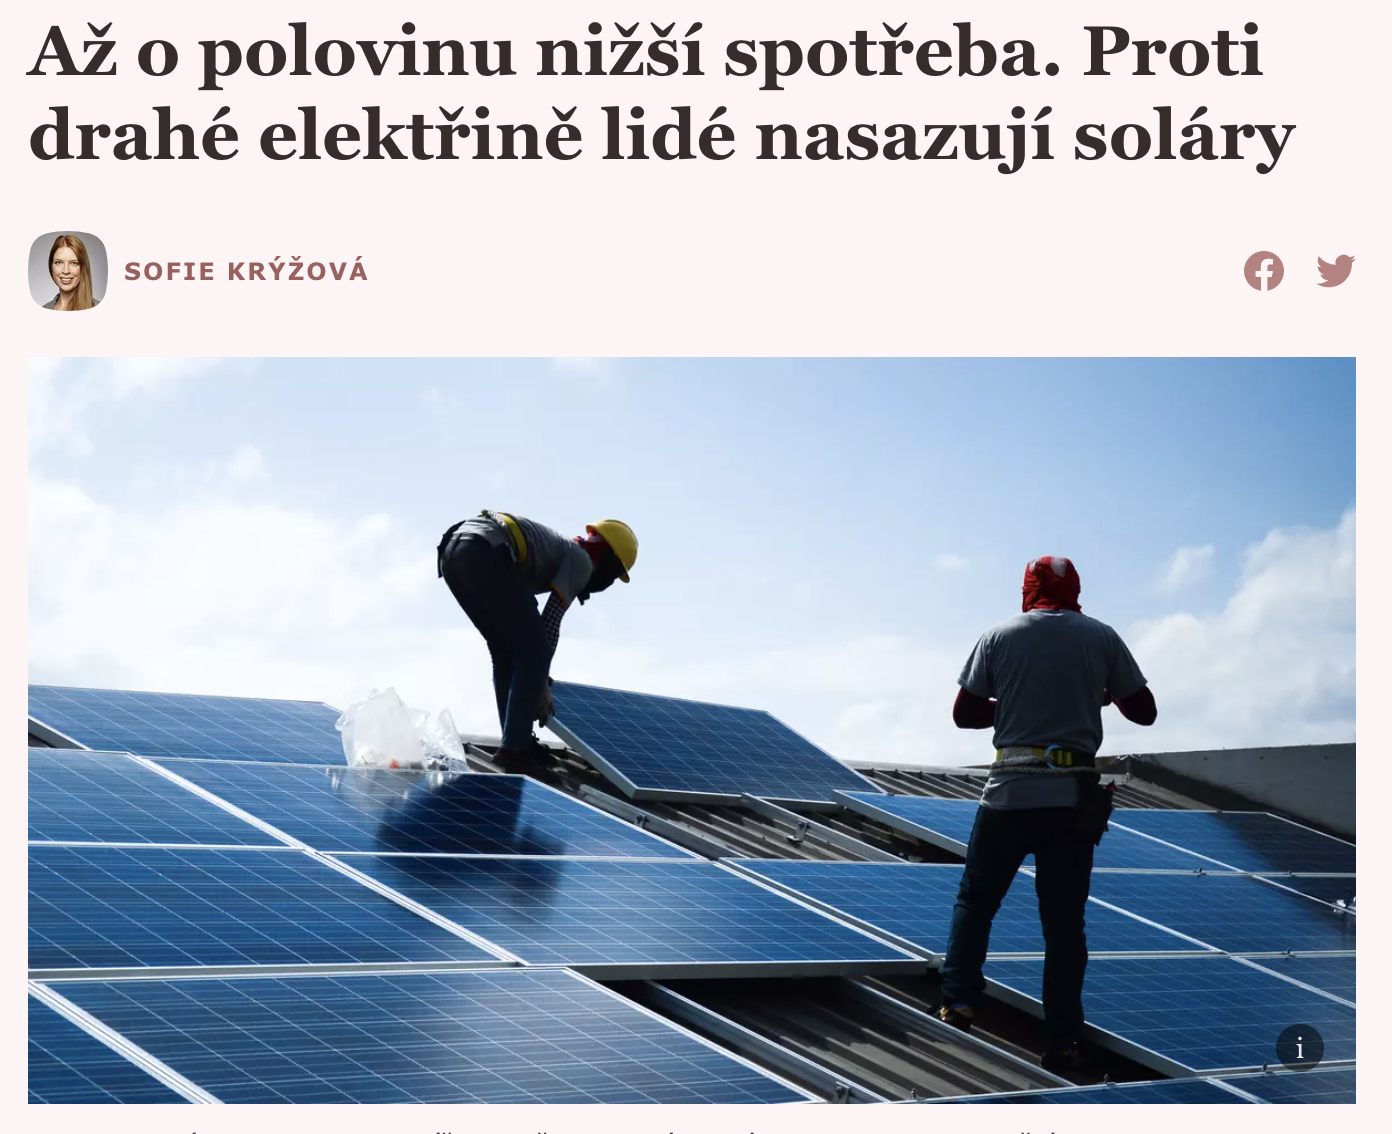 Až o polovinu nižší spotřeba. Proti
drahé elektřině lidé nasazují soláry
SOFIE KRÝŽOVÁ
i